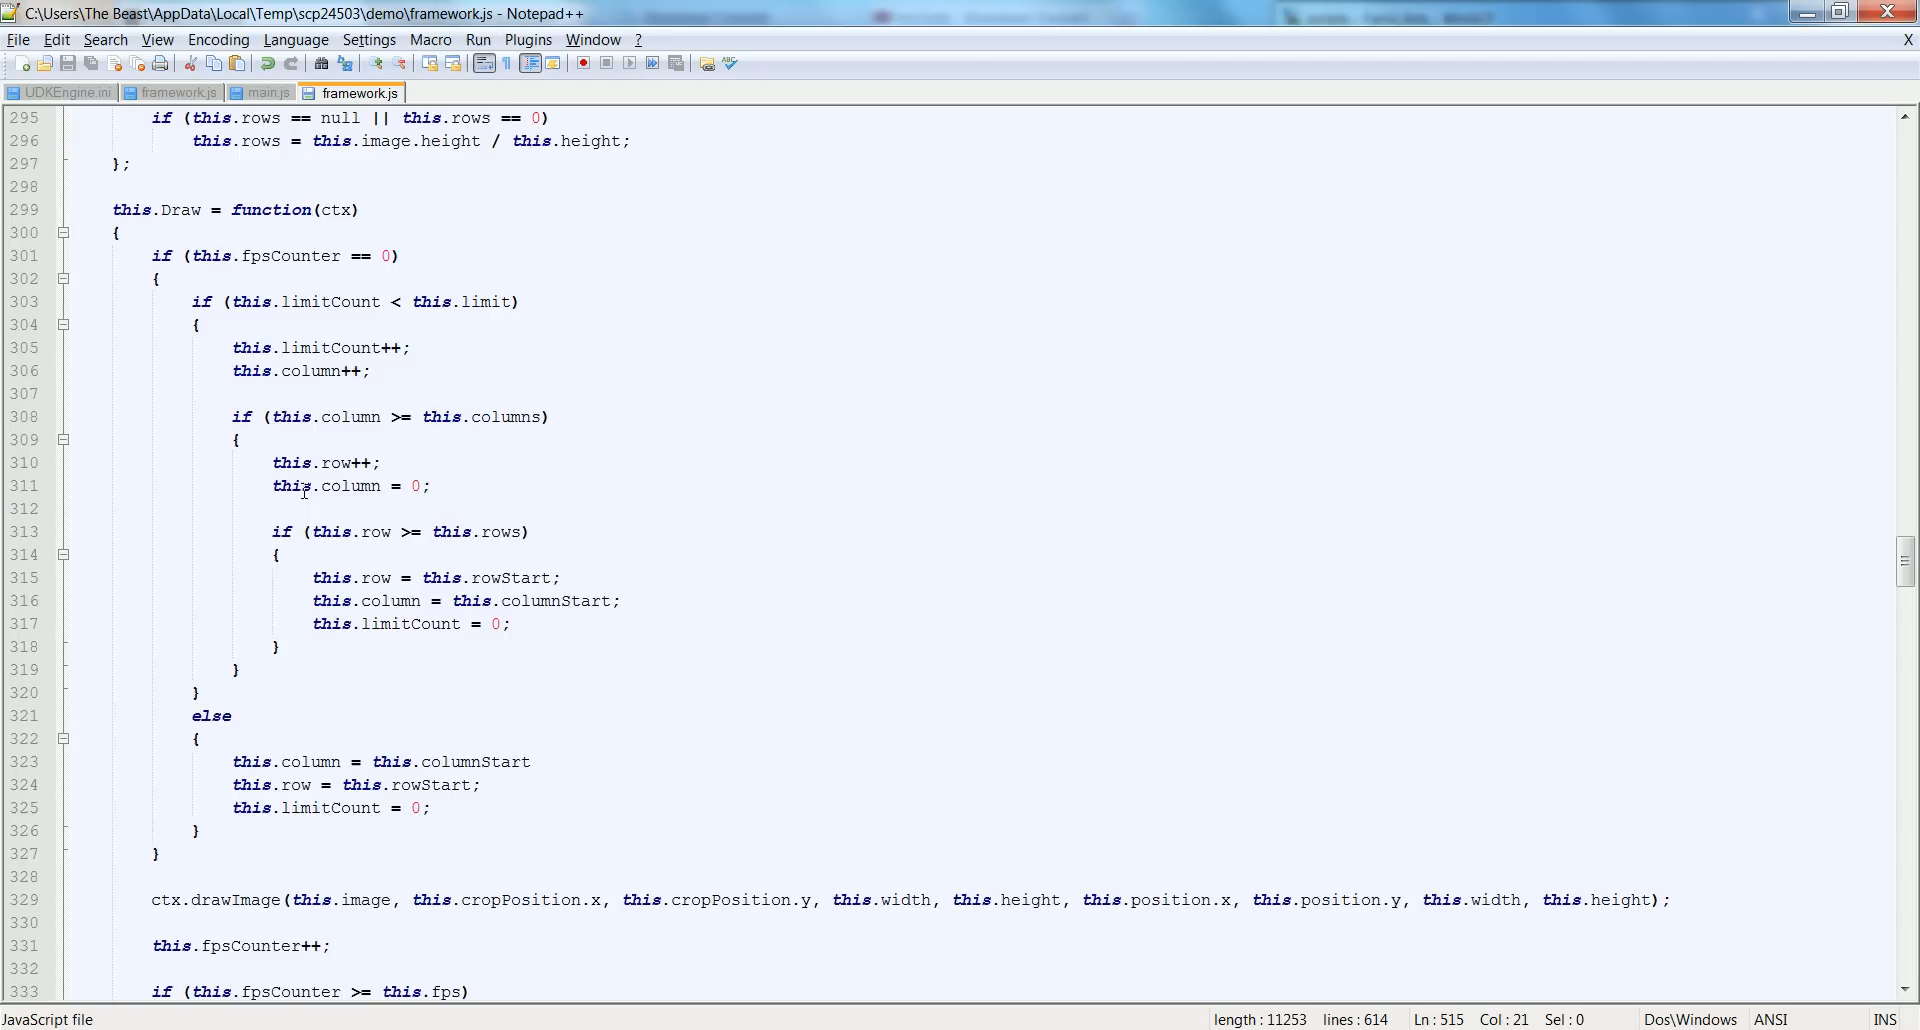 C:\Users\The Beast\AppData\Local\Temp\scp24503\demo\framework.js - Notepad++
File Edit Search View Encoding Language Settings Macro Run Plugins Window ? X
UDKEngine.ini framework.js main.js framework.js
295 if (this.rows == null || this.rows == 0)
296 this.rows = this.image.height / this.height;
297 };
298
299 this.Draw = function(ctx)
300 {
301 if (this.fpsCounter == 0)
302 {
303 if (this.limitCount < this.limit)
304 {
305 this.limitCount++;
306 this.column++;
307
308 if (this.column >= this.columns)
309 {
310 this.row++;
311 this.column = 0;
312
313 if (this.row >= this.rows)
314 {
315 this.row = this.rowStart;
316 this.column = this.columnStart;
317 this.limitCount = 0;
318 }
319 }
320 }
321 else
322 {
323 this.column = this.columnStart
324 this.row = this.rowStart;
325 this.limitCount = 0;
326 }
327 }
328
329 ctx.drawImage(this.image, this.cropPosition.x, this.cropPosition.y, this.width, this.height, this.position.x, this.position.y, this.width, this.height);
330
331 this.fpsCounter++;
332
333 if (this.fpsCounter >= this.fps)
JavaScript file length : 11253 lines : 614 Ln : 515 Col : 21 Sel : 0 Dos\Windows ANSI INS